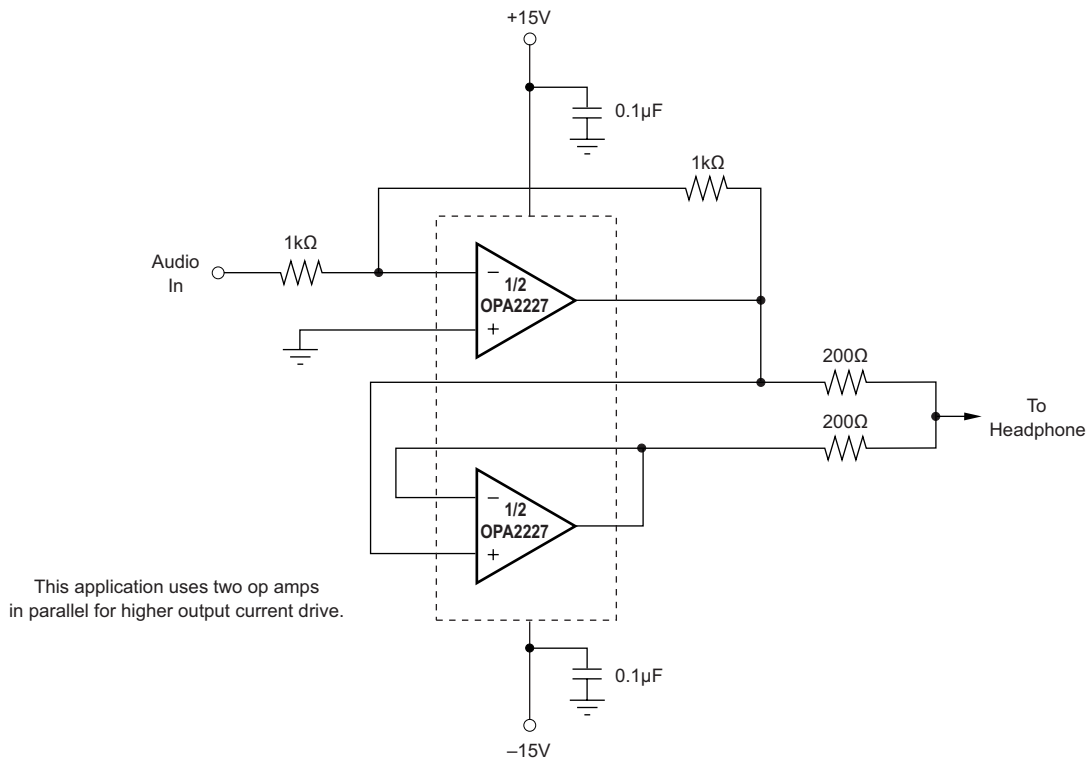 +15V
0.1µF
1kΩ
1kΩ
Audio
In
–
1/2
OPA2227
+
200Ω
200Ω
To
Headphone
–
1/2
OPA2227
+
This application uses two op amps
in parallel for higher output current drive.
0.1µF
–15V